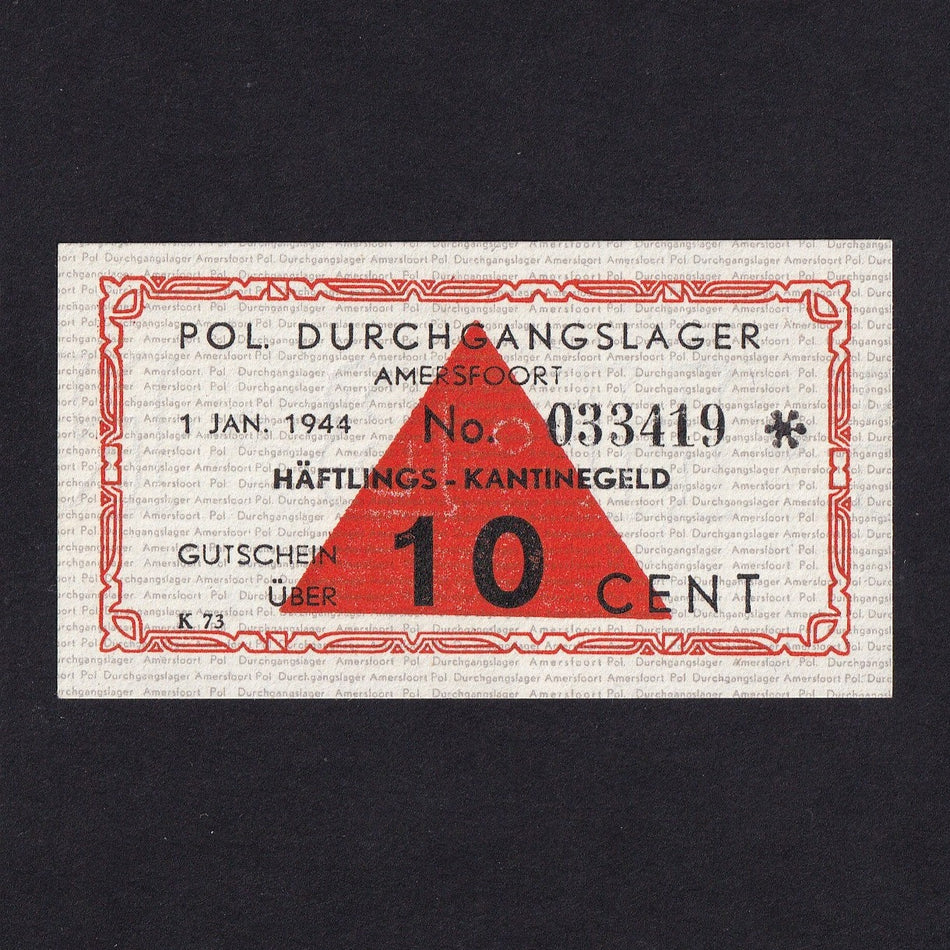 POL. DURCHGANGSLAGER
AMERSFOORT
1 JAN. 1944 No. 033419
HÄFTLINGS - KANTINEGELD
GUTSCHEIN
ÜBER
10 CENT
K 73